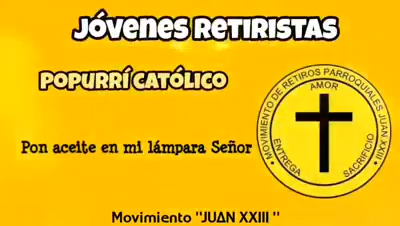 Jóvenes Retiristas
Popurrí Católico
Pon aceite en mi lámpara Señor
MOVIMIENTO DE RETIROS PARROQUIALES JUAN XXIII
AMOR
ENTREGA
SACRIFICIO
Movimiento "JUAN XXIII "